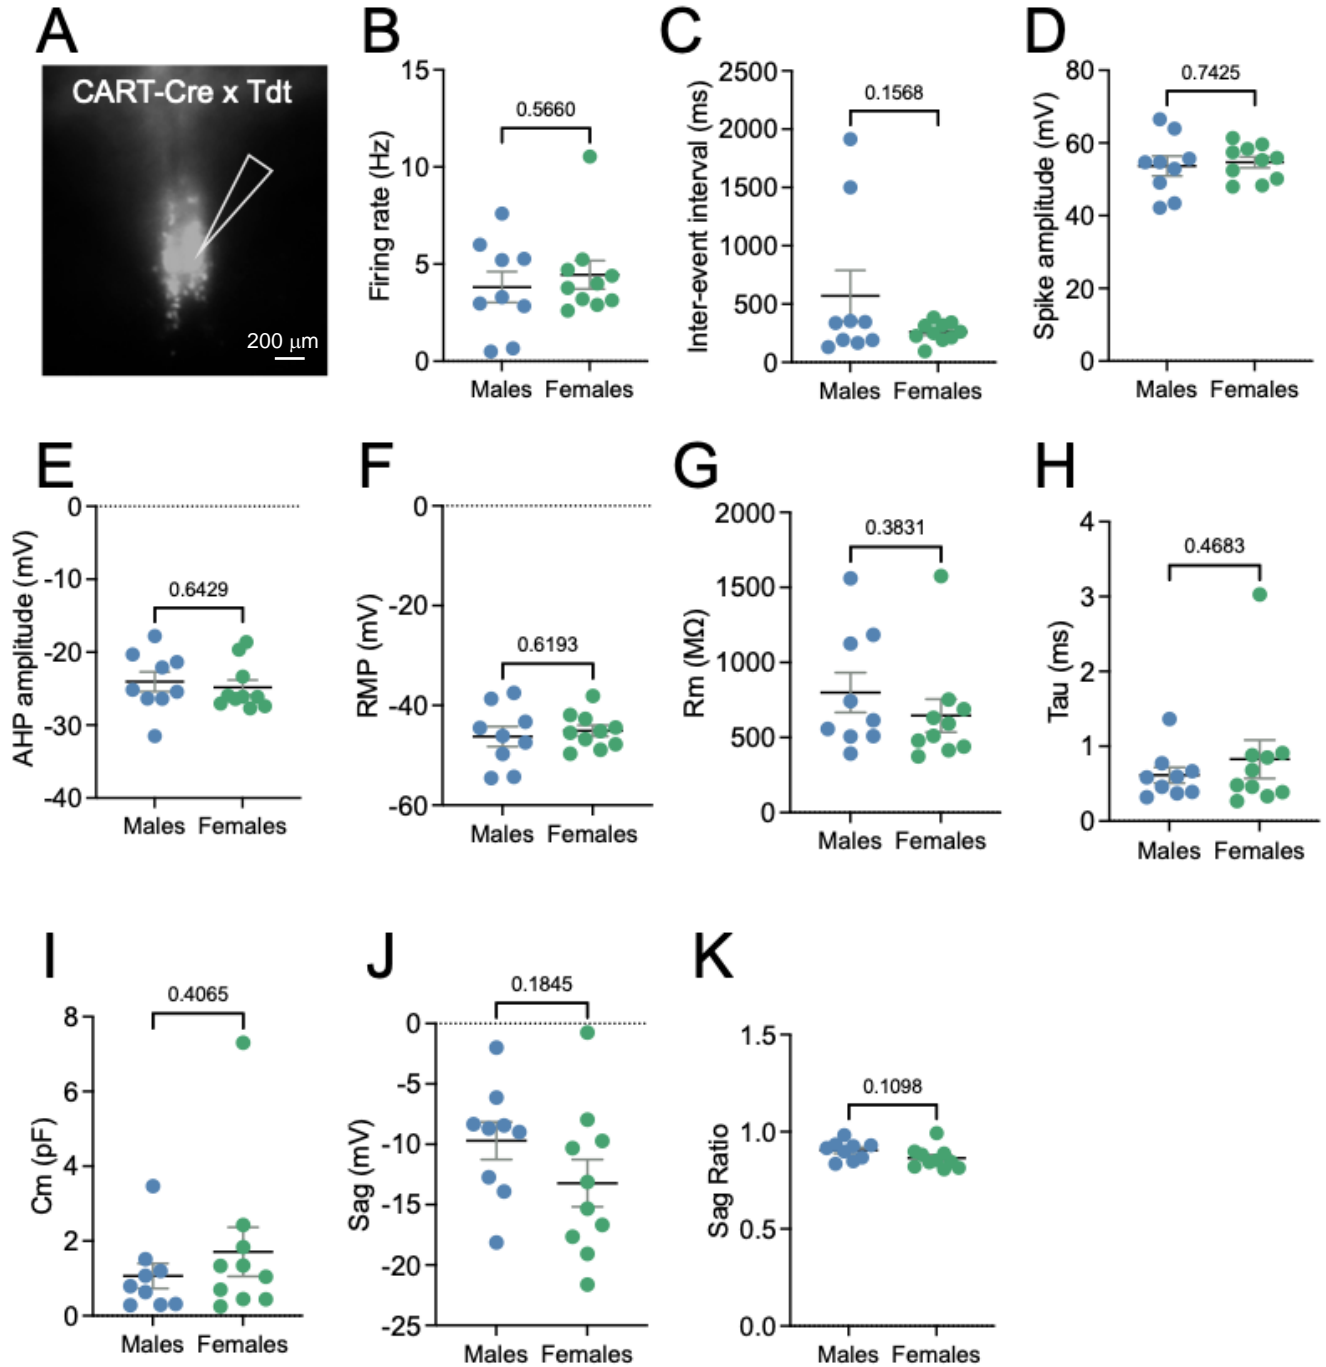 A
CART-Cre x Tdt
200 μm
B
Firing rate (Hz)
15
10
5
0
0.5660
Males Females
C
Inter-event interval (ms)
2500
2000
1500
1000
500
0
0.1568
Males Females
D
Spike amplitude (mV)
80
60
40
20
0
0.7425
Males Females
E
AHP amplitude (mV)
0
-10
-20
-30
-40
0.6429
Males Females
F
RMP (mV)
0
-20
-40
-60
0.6193
Males Females
G
Rm (MΩ)
2000
1500
1000
500
0
0.3831
Males Females
H
Tau (ms)
4
3
2
1
0
0.4683
Males Females
I
Cm (pF)
8
6
4
2
0
0.4065
Males Females
J
Sag (mV)
0
-5
-10
-15
-20
-25
0.1845
Males Females
K
Sag Ratio
1.5
1.0
0.5
0.0
0.1098
Males Females